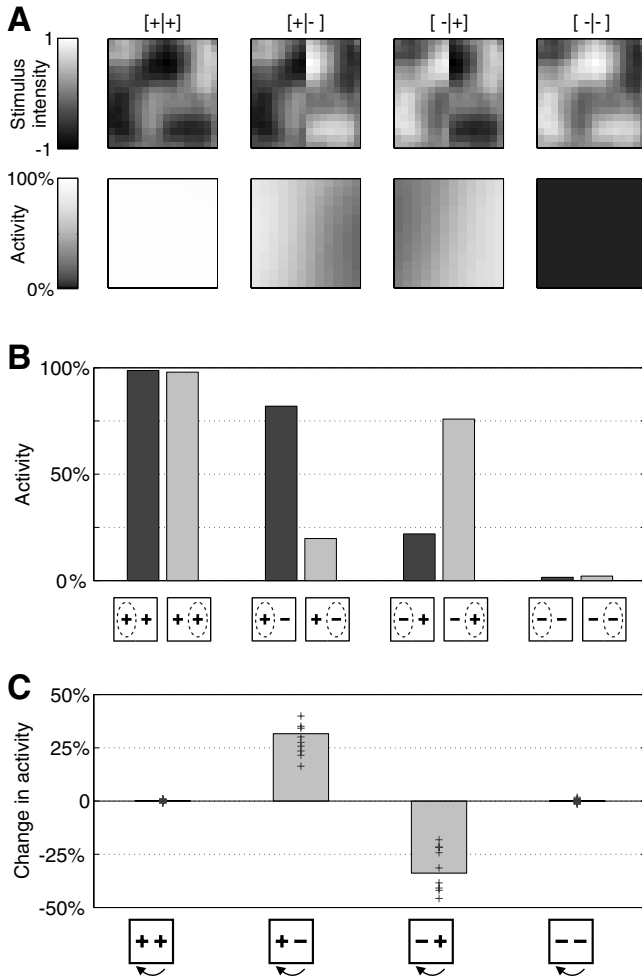 A
[+|+] [+|-] [-|+] [-|-]
1
Stimulus
intensity
-1
100%
Activity
0%
B
100%
Activity
50%
0%
+ + + + + - + - - + - + - - - -
C
50%
Change in activity
25%
0
-25%
-50%
+ + + - - + - -